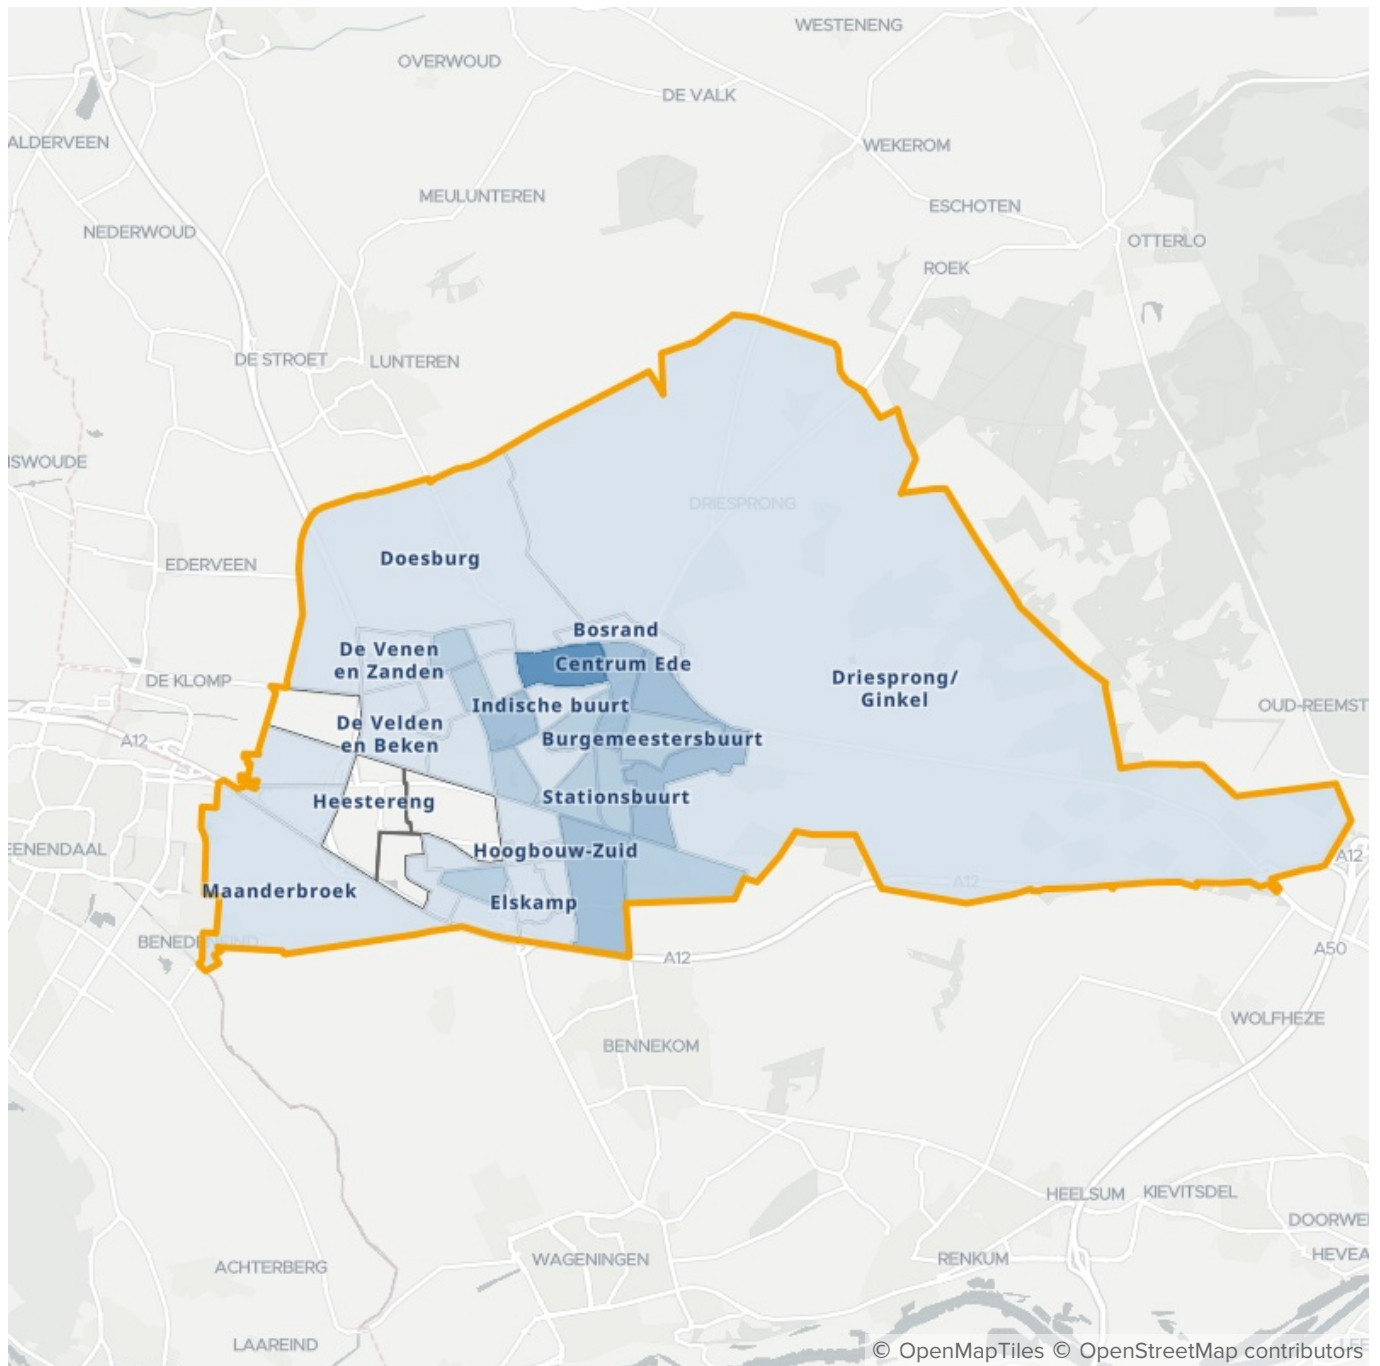 WESTENENG
OVERWOUD
DE VALK
ALDERVEEN
WEKEROM
MEULUNTEREN
ESCHOTEN
NEDERWOUD
OTTERLO
ROEK
DE STROET
LUNTEREN
ISWOUDE
DRIESPRONG
Doesburg
EDERVEEN
Bosrand
De Venen
en Zanden
Centrum Ede
DE KLOMP
Driesprong/
Ginkel
Indische buurt
OUD-REEMST
De Velden
en Beken
A12
Burgemeestersbuurt
Heestereng
Stationsbuurt
EENENDAAL
Hoogbouw-Zuid
A12
A12
Maanderbroek
Elskamp
BENEDENEIND
A12
A50
WOLFHEZE
BENNEKOM
HEELSUM
KIEVITSDEL
DOORWE
HEVEA
ACHTERBERG
WAGENINGEN
RENKUM
LAAREIND
© OpenMapTiles © OpenStreetMap contributors